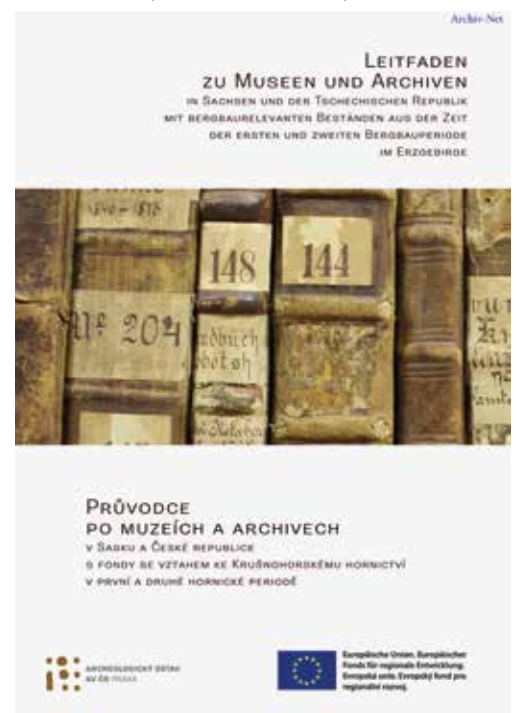 Archiv-Net
LEITFADEN
ZU MUSEEN UND ARCHIVEN
IN SACHSEN UND DER TSCHECHISCHEN REPUBLIK
MIT BERGBAURELEVANTEN BESTÄNDEN AUS DER ZEIT
DER ERSTEN UND ZWEITEN BERGBAUPERIODE
IM ERZGEBIRGE
148
144
Nº 204
PRŮVODCE
PO MUZEÍCH A ARCHIVECH
V SASKU A ČESKÉ REPUBLICE
S FONDY SE VZTAHEM KE KRUŠNOHORSKÉMU HORNICTVÍ
V PRVNÍ A DRUHÉ HORNICKÉ PERIODĚ
ARCHEOLOGICKÝ ÚSTAV
AV ČR PRAHA
Europäische Union. Europäischer
Fonds für regionale Entwicklung.
Evropská unie. Evropský fond pro
regionální rozvoj.